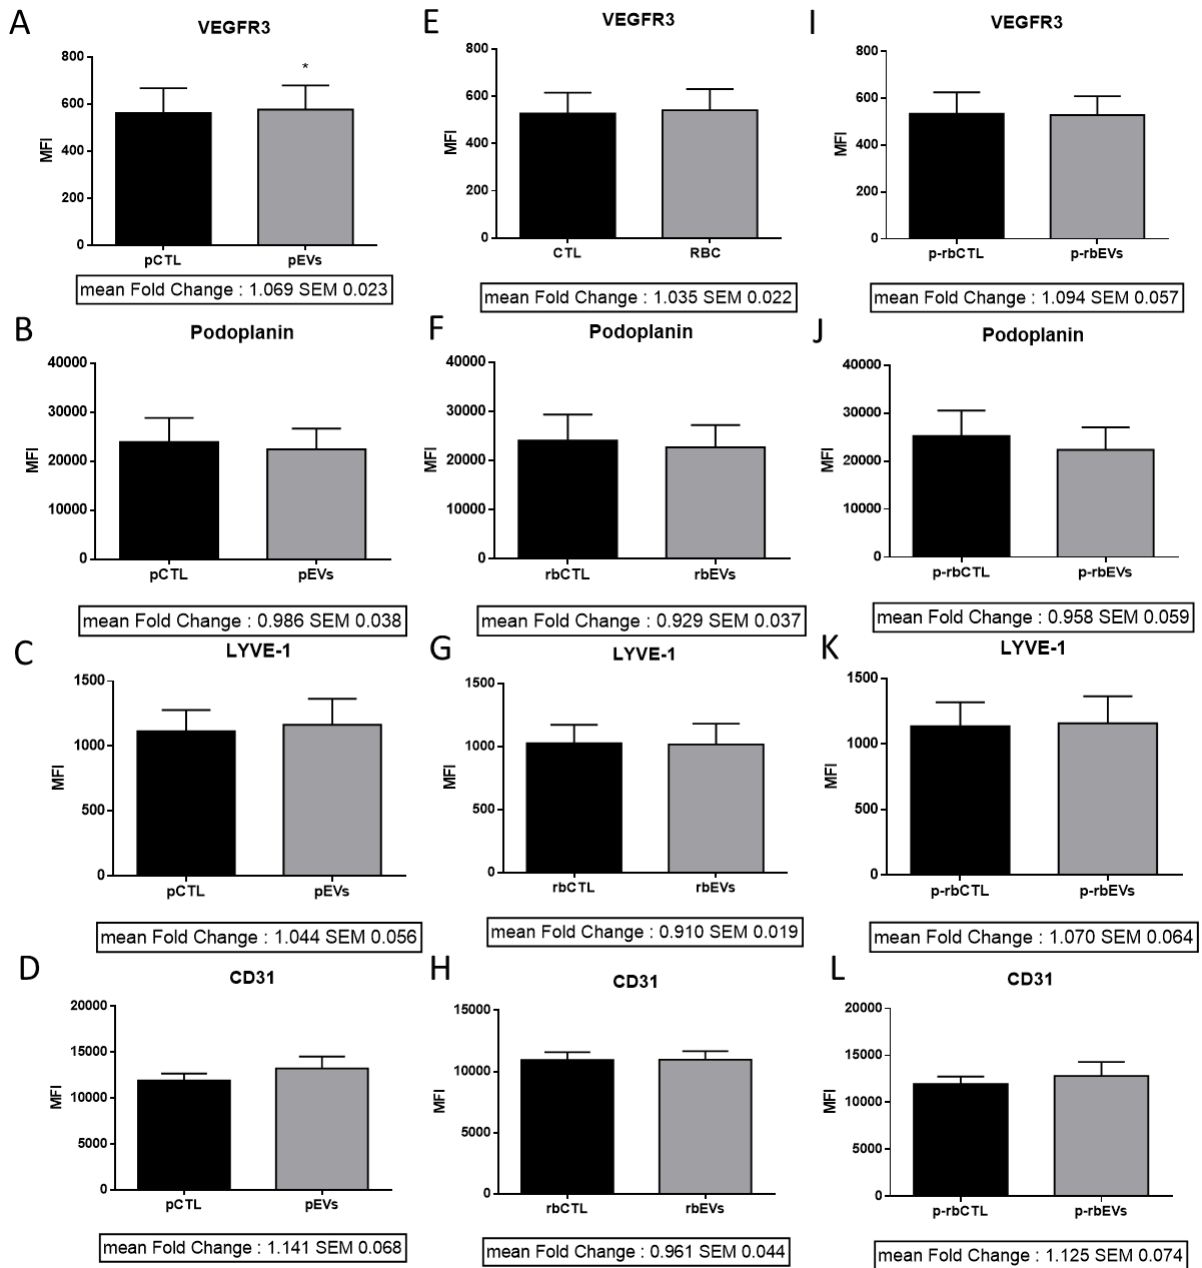 A
VEGFR3
800
600
400
200
0
MFI
*
pCTL
pEVs
mean Fold Change : 1.069 SEM 0.023
E
VEGFR3
800
600
400
200
0
MFI
CTL
RBC
mean Fold Change : 1.035 SEM 0.022
I
VEGFR3
800
600
400
200
0
MFI
p-rbCTL
p-rbEVs
mean Fold Change : 1.094 SEM 0.057
B
Podoplanin
40000
30000
20000
10000
0
MFI
pCTL
pEVs
mean Fold Change : 0.986 SEM 0.038
F
Podoplanin
40000
30000
20000
10000
0
MFI
rbCTL
rbEVs
mean Fold Change : 0.929 SEM 0.037
J
Podoplanin
40000
30000
20000
10000
0
MFI
p-rbCTL
p-rbEVs
mean Fold Change : 0.958 SEM 0.059
C
LYVE-1
1500
1000
500
0
MFI
pCTL
pEVs
mean Fold Change : 1.044 SEM 0.056
G
LYVE-1
1500
1000
500
0
MFI
rbCTL
rbEVs
mean Fold Change : 0.910 SEM 0.019
K
LYVE-1
1500
1000
500
0
MFI
p-rbCTL
p-rbEVs
mean Fold Change : 1.070 SEM 0.064
D
CD31
20000
15000
10000
5000
0
MFI
pCTL
pEVs
mean Fold Change : 1.141 SEM 0.068
H
CD31
15000
10000
5000
0
MFI
rbCTL
rbEVs
mean Fold Change : 0.961 SEM 0.044
L
CD31
20000
15000
10000
5000
0
MFI
p-rbCTL
p-rbEVs
mean Fold Change : 1.125 SEM 0.074